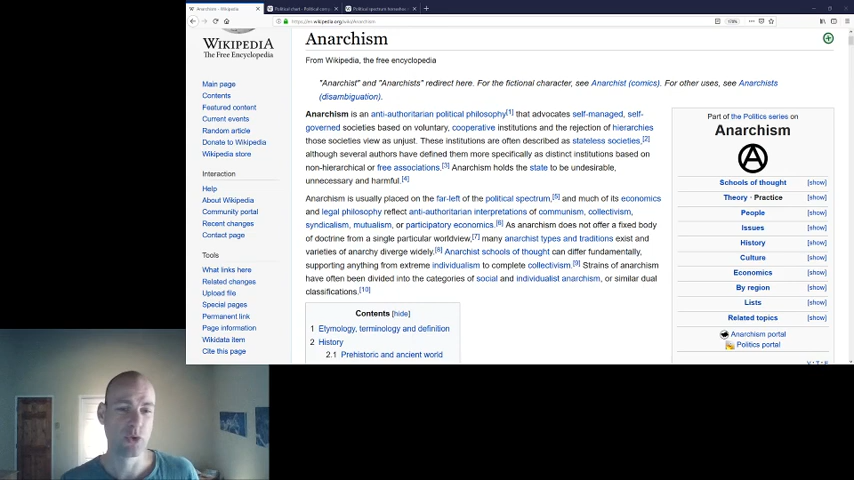 Anarchism - Wikipedia
https://en.wikipedia.org/wiki/Anarchism
WIKIPEDIA
The Free Encyclopedia
Main page
Contents
Featured content
Current events
Random article
Donate to Wikipedia
Wikipedia store
Interaction
Help
About Wikipedia
Community portal
Recent changes
Contact page
Tools
What links here
Related changes
Upload file
Special pages
Permanent link
Page information
Wikidata item
Cite this page
Anarchism
From Wikipedia, the free encyclopedia
"Anarchist" and "Anarchists" redirect here. For the fictional character, see Anarchist (comics). For other uses, see Anarchists
(disambiguation).
Anarchism is an anti-authoritarian political philosophy[1] that advocates self-managed, self-
governed societies based on voluntary, cooperative institutions and the rejection of hierarchies
those societies view as unjust. These institutions are often described as stateless societies,[2]
although several authors have defined them more specifically as distinct institutions based on
non-hierarchical or free associations.[3] Anarchism holds the state to be undesirable,
unnecessary and harmful.[4]
Anarchism is usually placed on the far-left of the political spectrum,[5] and much of its economics
and legal philosophy reflect anti-authoritarian interpretations of communism, collectivism,
syndicalism, mutualism, or participatory economics.[6] As anarchism does not offer a fixed body
of doctrine from a single particular worldview,[7] many anarchist types and traditions exist and
varieties of anarchy diverge widely.[8] Anarchist schools of thought can differ fundamentally,
supporting anything from extreme individualism to complete collectivism.[9] Strains of anarchism
have often been divided into the categories of social and individualist anarchism, or similar dual
classifications.[10]
Contents [hide]
1 Etymology, terminology and definition
2 History
2.1 Prehistoric and ancient world
Part of the Politics series on
Anarchism
Schools of thought [show]
Theory · Practice [show]
People [show]
Issues [show]
History [show]
Culture [show]
Economics [show]
By region [show]
Lists [show]
Related topics [show]
Anarchism portal
Politics portal
V · T · E